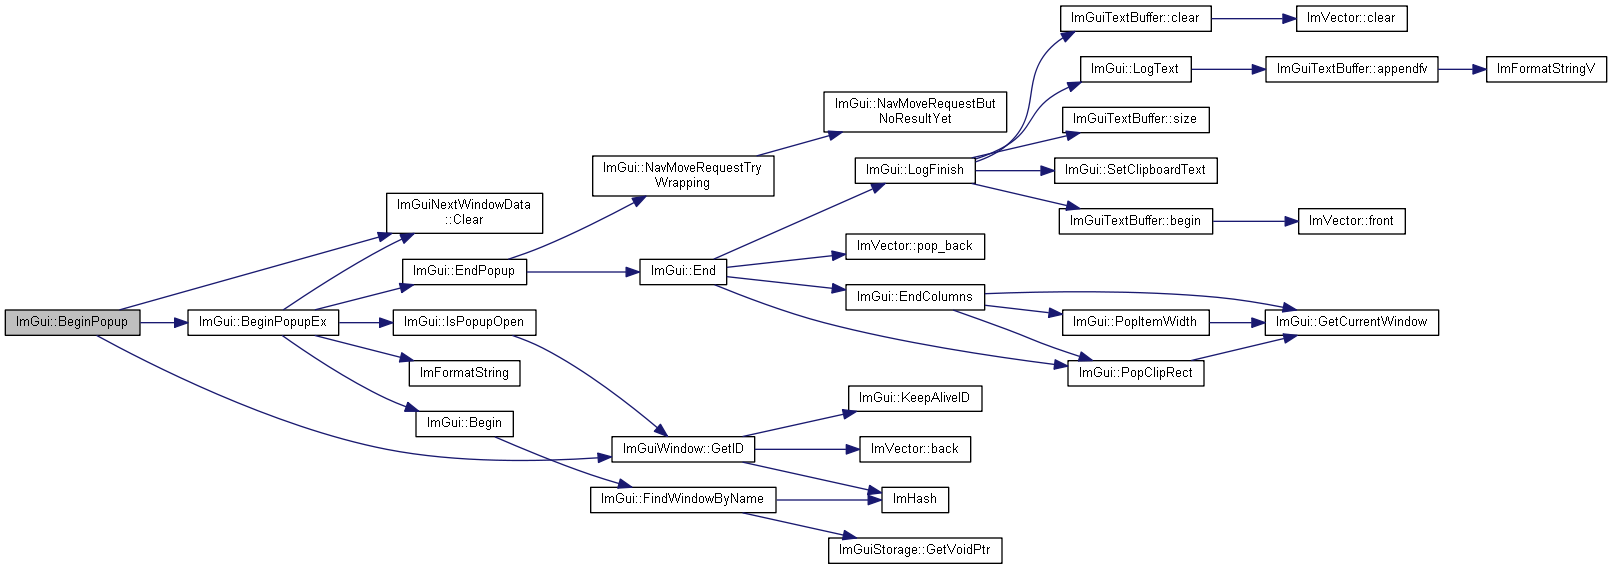 ImGuiTextBuffer::clear
ImVector::clear
ImGui::LogText
ImGuiTextBuffer::appendfv
ImFormatStringV
ImGui::NavMoveRequestBut
NoResultYet
ImGuiTextBuffer::size
ImGui::NavMoveRequestTry
Wrapping
ImGui::LogFinish
ImGui::SetClipboardText
ImGuiNextWindowData
::Clear
ImGuiTextBuffer::begin
ImVector::front
ImVector::pop_back
ImGui::EndPopup
ImGui::End
ImGui::EndColumns
ImGui::BeginPopup
ImGui::BeginPopupEx
ImGui::IsPopupOpen
ImGui::PopItemWidth
ImGui::GetCurrentWindow
ImFormatString
ImGui::PopClipRect
ImGui::KeepAliveID
ImGui::Begin
ImGuiWindow::GetID
ImVector::back
ImGui::FindWindowByName
ImHash
ImGuiStorage::GetVoidPtr